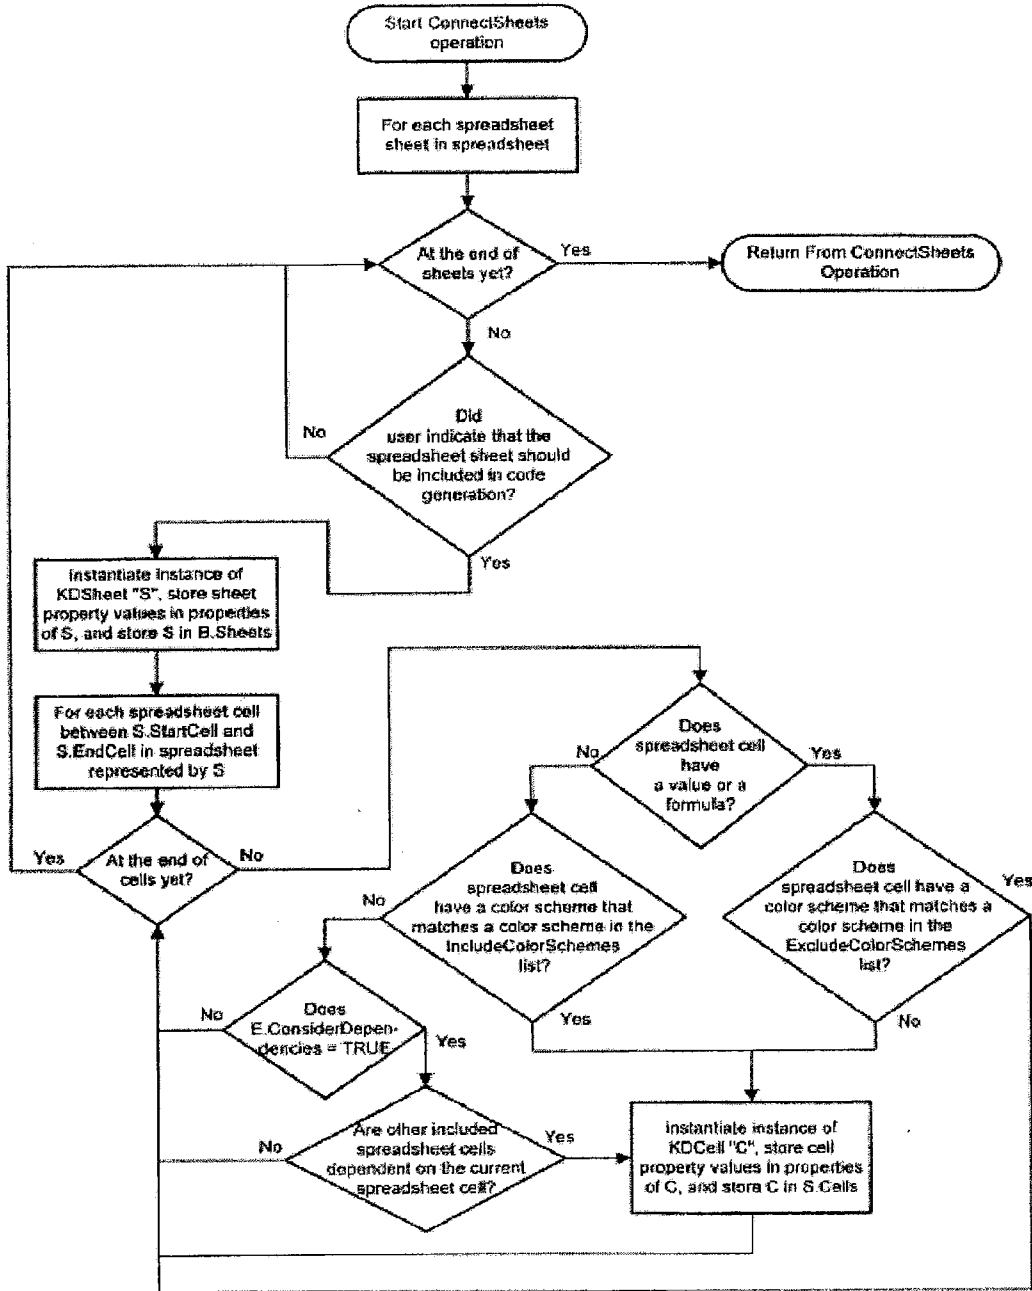 Start ConnectSheets
operation
For each spreadsheet
sheet in spreadsheet
At the end of
sheets yet?
Yes
Return From ConnectSheets
Operation
No
Did
user indicate that the
spreadsheet sheet should
be included in code
generation?
No
Yes
Instantiate instance of
KDSheet "S", store sheet
property values in properties
of S, and store S in B.Sheets
For each spreadsheet cell
between S.StartCell and
S.EndCell in spreadsheet
represented by S
At the end of
cells yet?
Yes
No
Does
spreadsheet cell
have
a value or a
formula?
No
Yes
Does
spreadsheet cell
have a color scheme that
matches a color scheme in the
IncludeColorSchemes
list?
No
Yes
Does
spreadsheet cell have a
color scheme that matches a
color scheme in the
ExcludeColorSchemes
list?
Yes
No
Does
E.ConsiderDepen-
dencies = TRUE
No
Yes
Are other included
spreadsheet cells
dependent on the current
spreadsheet cell?
No
Yes
Instantiate instance of
KDCell "C", store cell
property values in properties
of C, and store C in S.Cells